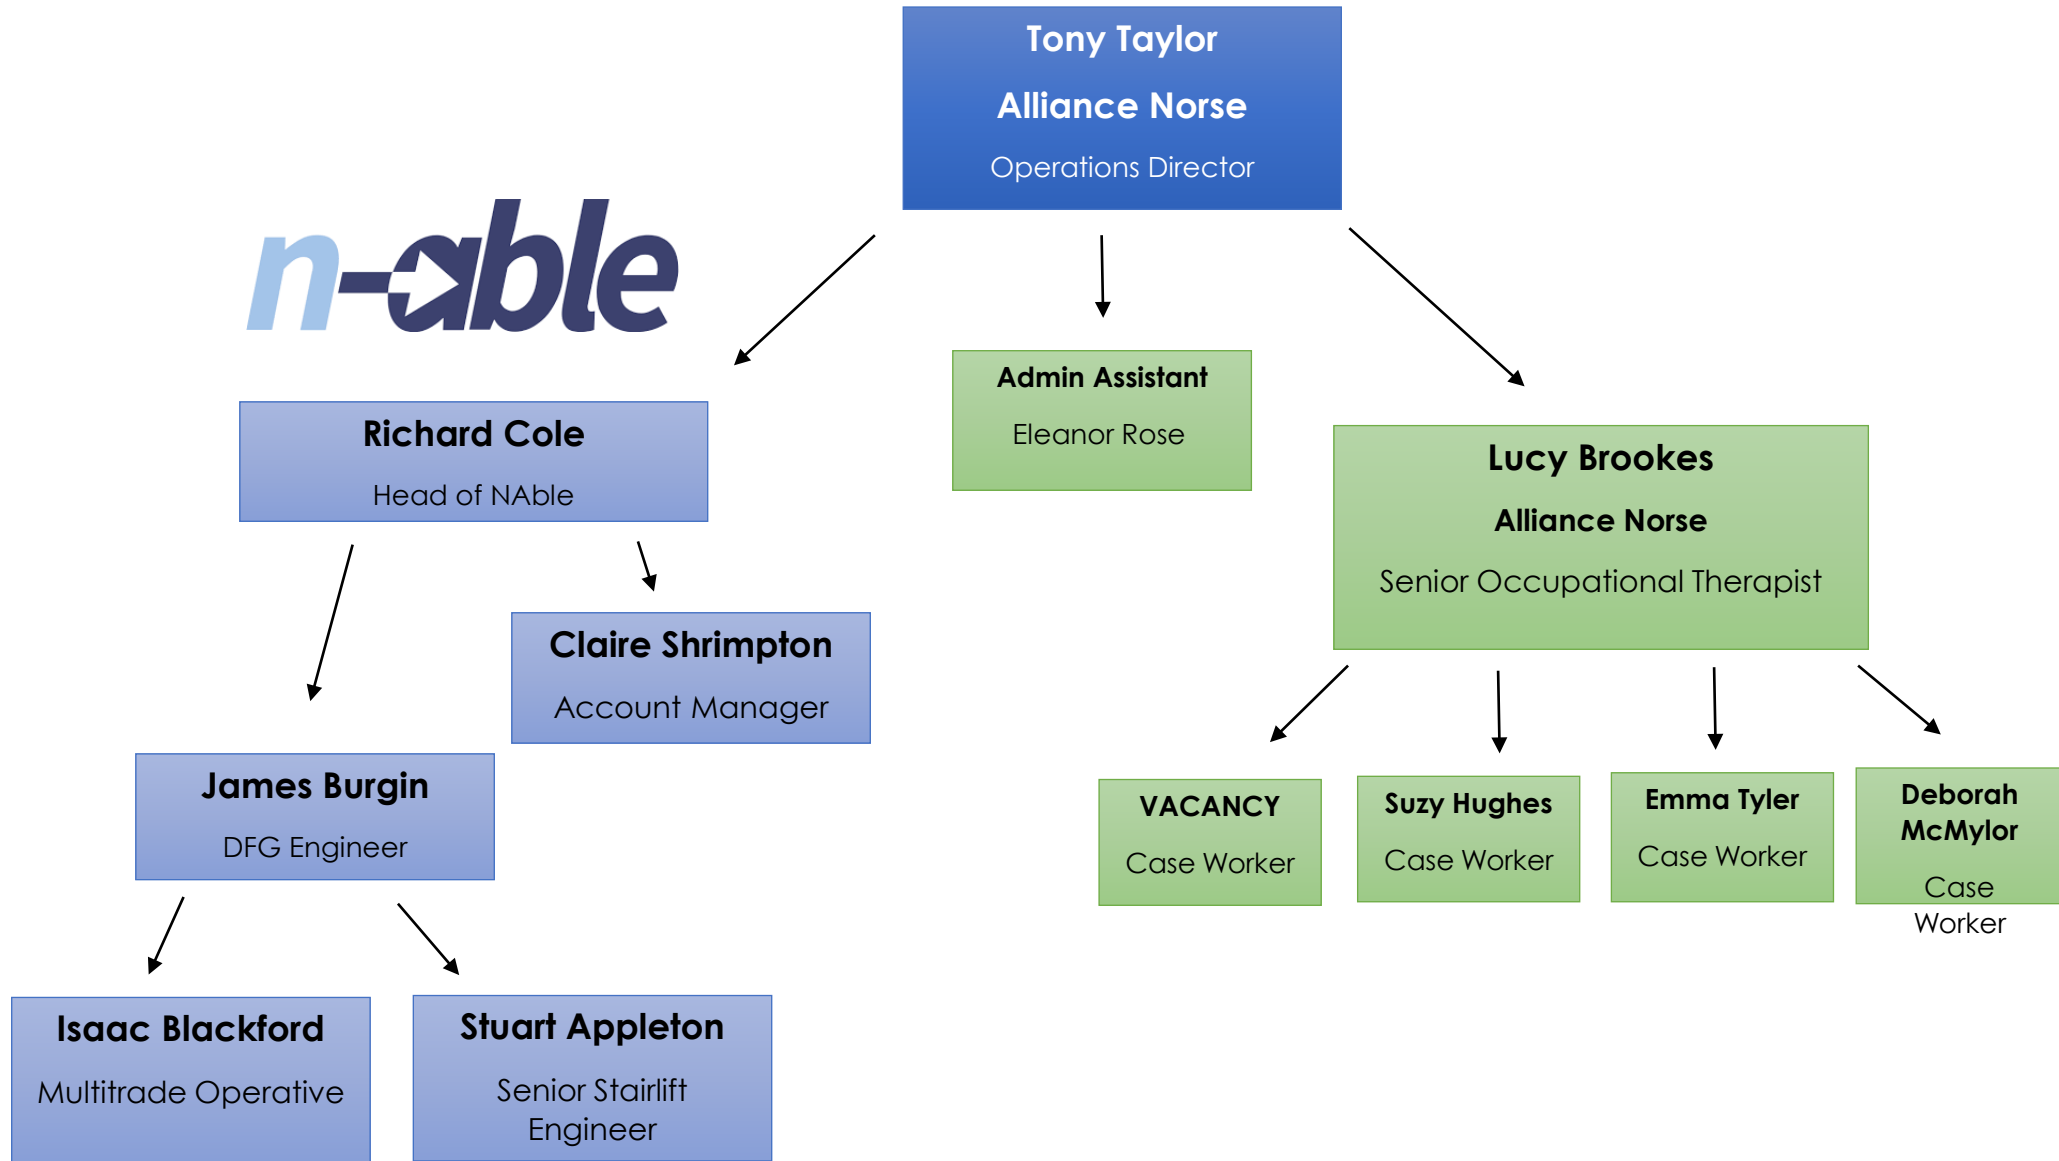 Tony Taylor
Alliance Norse
Operations Director
n-able
Richard Cole
Head of NAble
Admin Assistant
Eleanor Rose
Lucy Brookes
Alliance Norse
Senior Occupational Therapist
Claire Shrimpton
Account Manager
James Burgin
DFG Engineer
VACANCY
Case Worker
Suzy Hughes
Case Worker
Emma Tyler
Case Worker
Deborah
McMylor
Case
Worker
Isaac Blackford
Multitrade Operative
Stuart Appleton
Senior Stairlift
Engineer